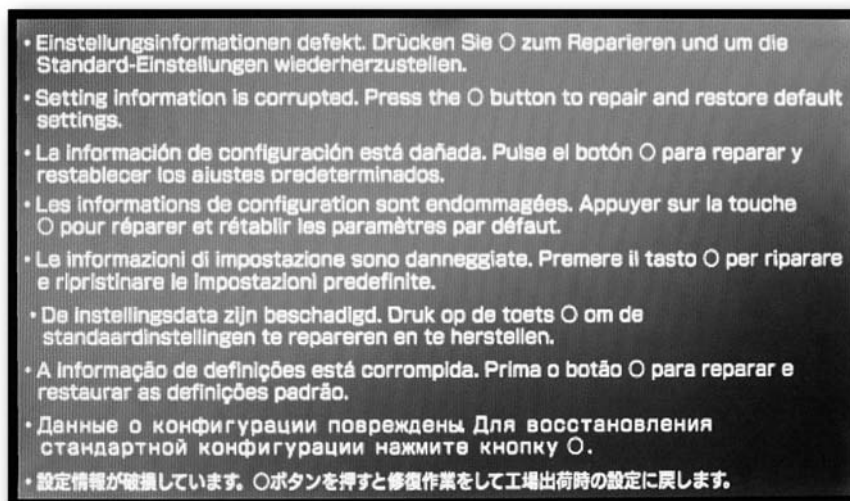 • Einstellungsinformationen defekt. Drücken Sie ○ zum Reparieren und um die
Standard-Einstellungen wiederherzustellen.
• Setting information is corrupted. Press the ○ button to repair and restore default
settings.
• La información de configuración está dañada. Pulse el botón ○ para reparar y
restablecer los ajustes predeterminados.
• Les informations de configuration sont endommagées. Appuyer sur la touche
○ pour réparer et rétablir les paramètres par défaut.
• Le informazioni di impostazione sono danneggiate. Premere il tasto ○ per riparare
e ripristinare le impostazioni predefinite.
• De instellingsdata zijn beschadigd. Druk op de toets ○ om de
standaardinstellingen te repareren en te herstellen.
• A informação de definições está corrompida. Prima o botão ○ para reparar e
restaurar as definições padrão.
• Данные о конфигурации повреждены. Для восстановления
стандартной конфигурации нажмите кнопку ○.
• 設定情報が破損しています。○ボタンを押すと修復作業をして工場出荷時の設定に戻します。